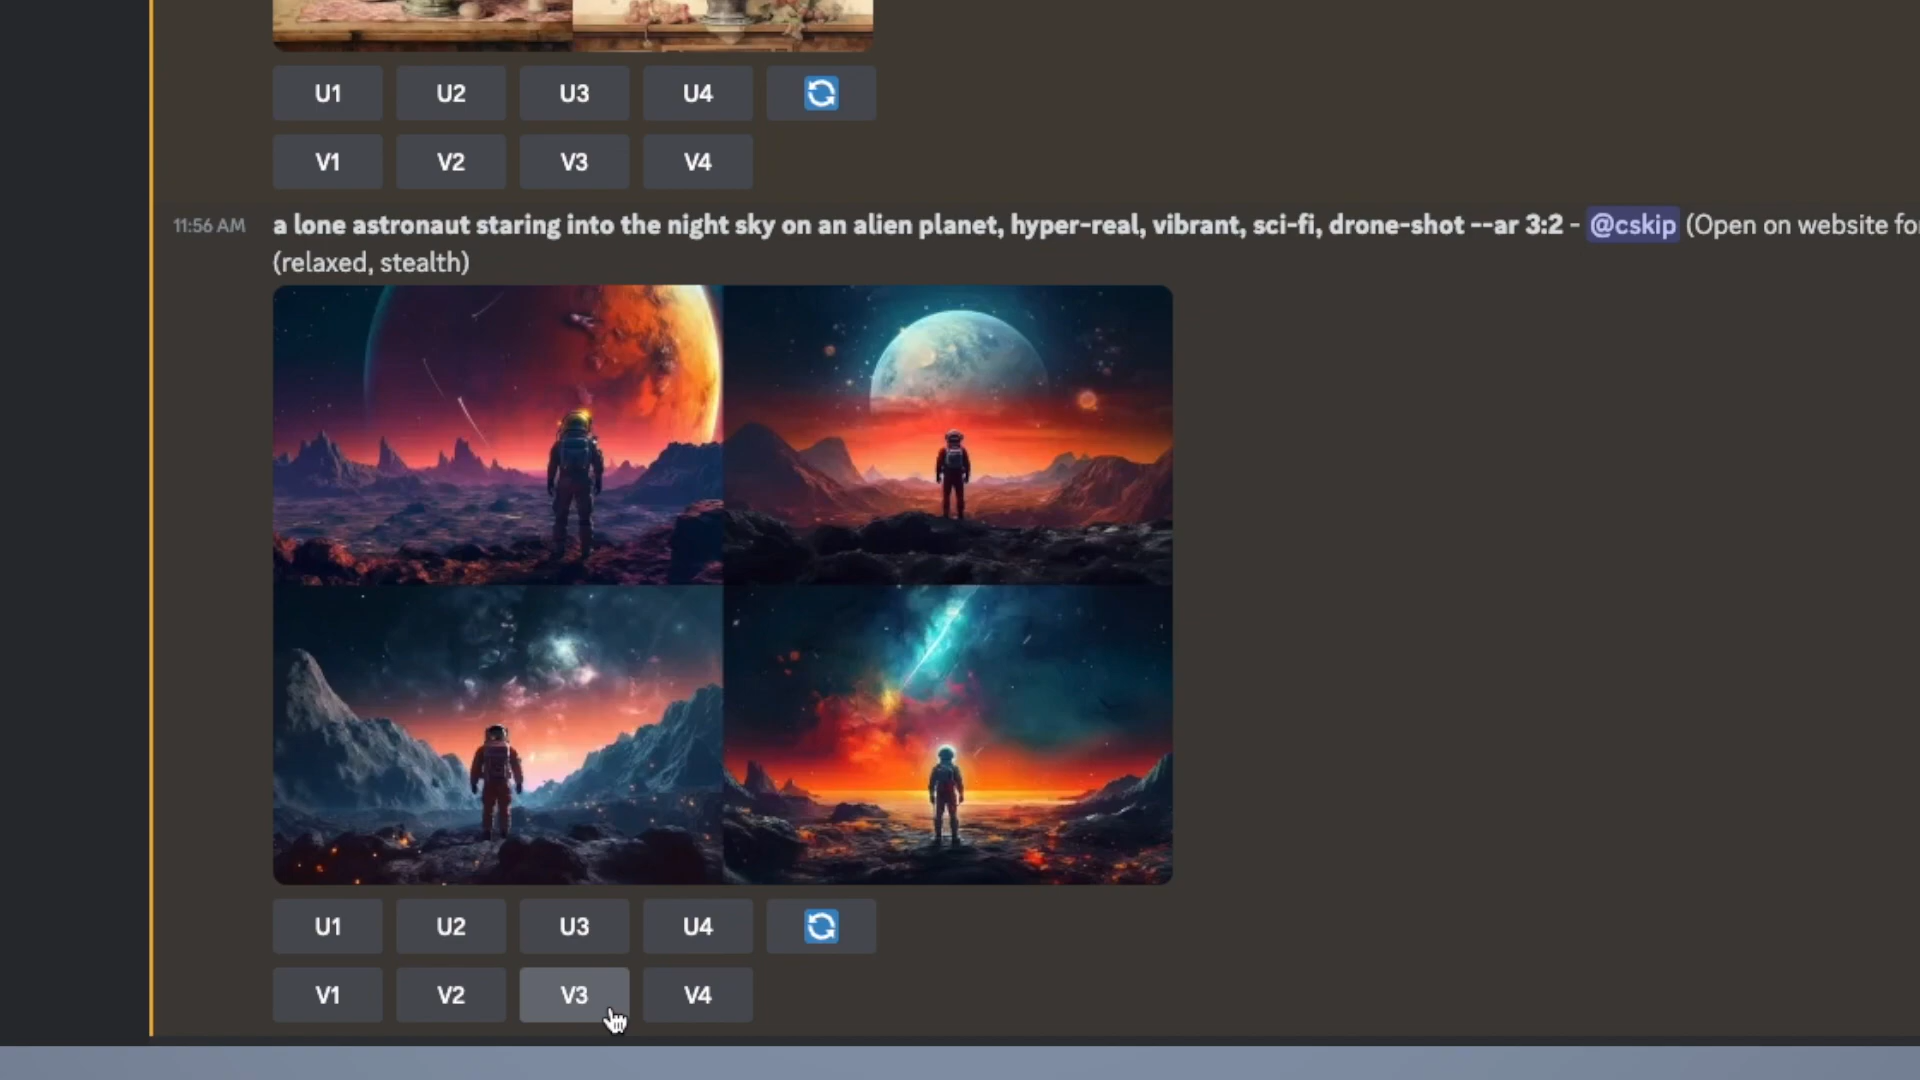 U1 U2 U3 U4
V1 V2 V3 V4
11:56 AM a lone astronaut staring into the night sky on an alien planet, hyper-real, vibrant, sci-fi, drone-shot --ar 3:2 - @cskip (Open on website for
(relaxed, stealth)
U1 U2 U3 U4
V1 V2 V3 V4